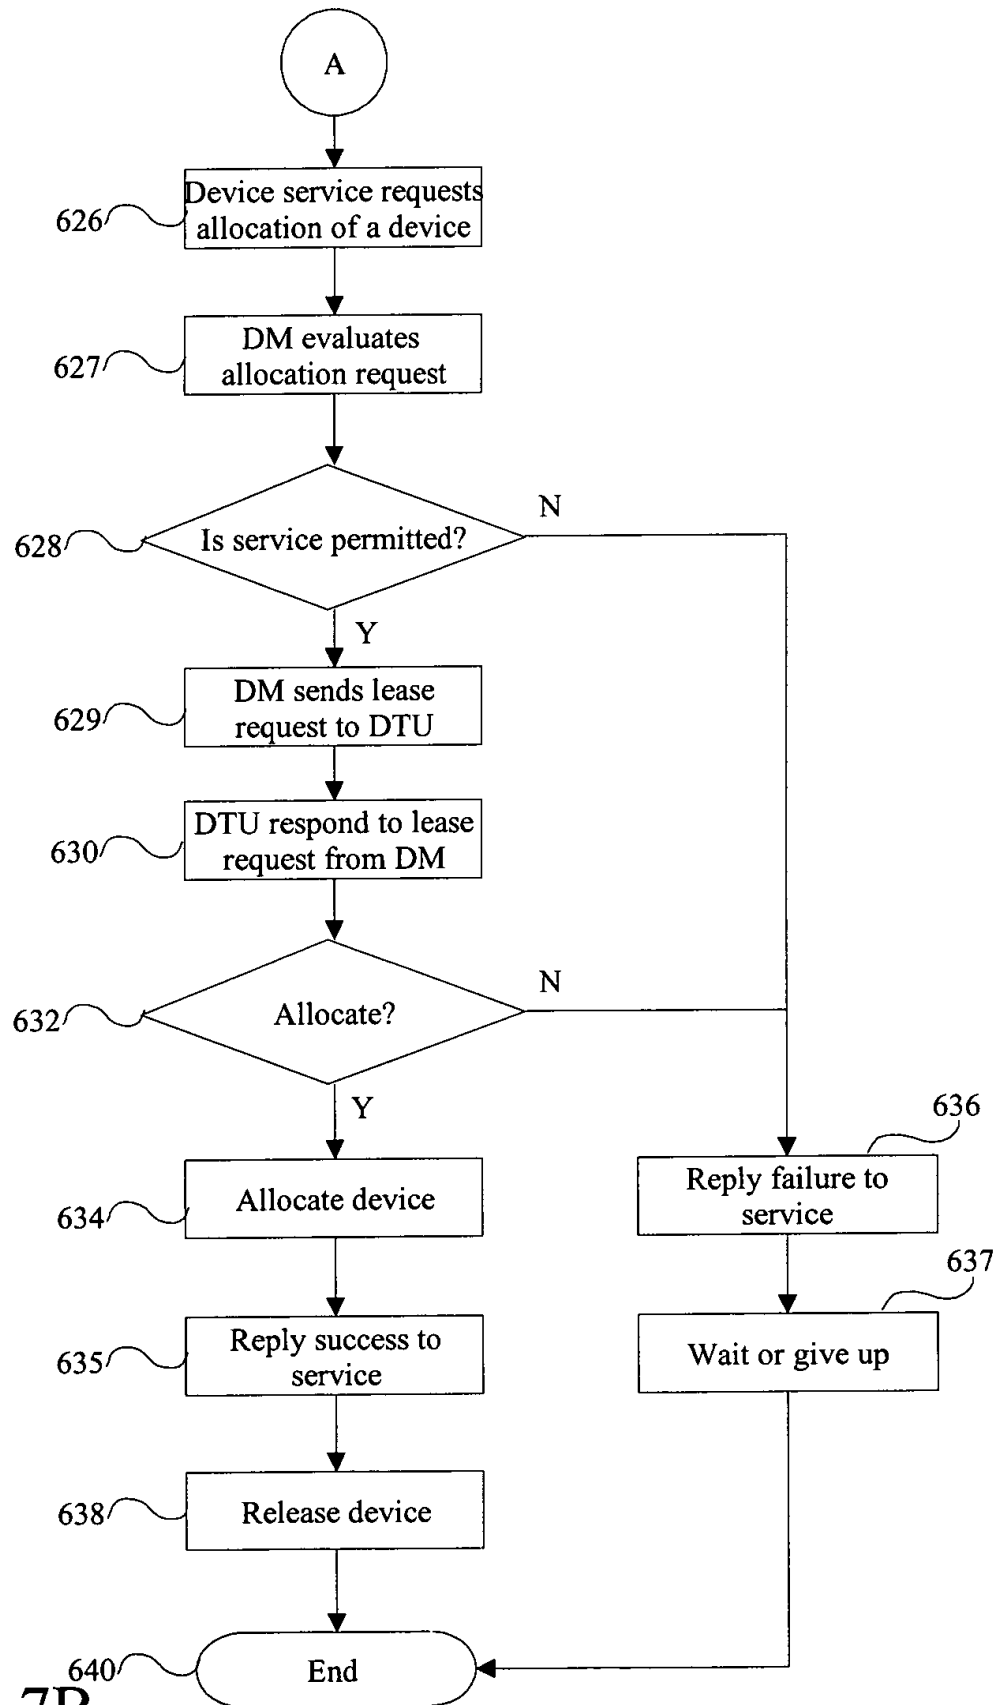 A
Device service requests
allocation of a device
626
DM evaluates
allocation request
627
N
Is service permitted?
628
Y
DM sends lease
request to DTU
629
DTU respond to lease
request from DM
630
N
Allocate?
632
Y
636
Allocate device
634
Reply failure to
service
637
Reply success to
service
635
Wait or give up
Release device
638
640
End
7B